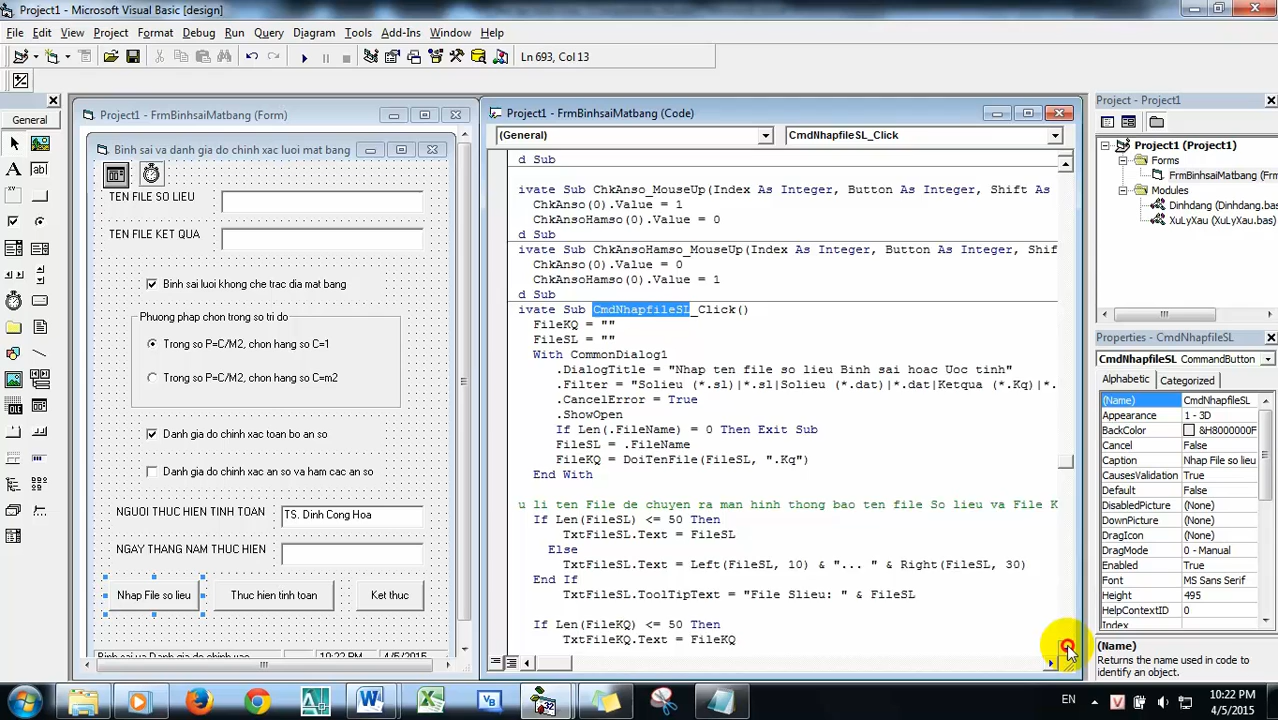 Project1 - Microsoft Visual Basic [design]
File Edit View Project Format Debug Run Query Diagram Tools Add-Ins Window Help
Ln 693, Col 13
General
Project1 - FrmBinhsaiMatbang (Form)
Binh sai va danh gia do chinh xac luoi mat bang
TEN FILE SO LIEU
TEN FILE KET QUA
Binh sai luoi khong che trac dia mat bang
Phuong phap chon trong so tri do
Trong so P=C/M2, chon hang so C=1
Trong so P=C/M2, chon hang so C=m2
Danh gia do chinh xac toan bo an so
Danh gia do chinh xac an so va ham cac an so
NGUOI THUC HIEN TINH TOAN
TS. Dinh Cong Hoa
NGAY THANG NAM THUC HIEN
Nhap File so lieu
Thuc hien tinh toan
Ket thuc
Binh sai va Danh gia do chinh xac
10:22 PM
4/5/2015
Project1 - FrmBinhsaiMatbang (Code)
(General)
CmdNhapfileSL_Click
d Sub
ivate Sub ChkAnso_MouseUp(Index As Integer, Button As Integer, Shift As
ChkAnso(0).Value = 1
ChkAnsoHamso(0).Value = 0
d Sub
ivate Sub ChkAnsoHamso_MouseUp(Index As Integer, Button As Integer, Shif
ChkAnso(0).Value = 0
ChkAnsoHamso(0).Value = 1
d Sub
ivate Sub CmdNhapfileSL_Click()
FileKQ = ""
FileSL = ""
With CommonDialog1
.DialogTitle = "Nhap ten file so lieu Binh sai hoac Uoc tinh"
.Filter = "Solieu (*.sl)|*.sl|Solieu (*.dat)|*.dat|Ketqua (*.Kq)|*.
.CancelError = True
.ShowOpen
If Len(.FileName) = 0 Then Exit Sub
FileSL = .FileName
FileKQ = DoiTenFile(FileSL, ".Kq")
End With
u li ten File de chuyen ra man hinh thong bao ten file So lieu va File K
If Len(FileSL) <= 50 Then
TxtFileSL.Text = FileSL
Else
TxtFileSL.Text = Left(FileSL, 10) & "... " & Right(FileSL, 30)
End If
TxtFileSL.ToolTipText = "File Slieu: " & FileSL
If Len(FileKQ) <= 50 Then
TxtFileKQ.Text = FileKQ
Project - Project1
Project1 (Project1)
Forms
FrmBinhsaiMatbang (Frm
Modules
Dinhdang (Dinhdang.bas
XuLyXau (XuLyXau.bas)
Properties - CmdNhapfileSL
CmdNhapfileSL CommandButton
Alphabetic Categorized
(Name) CmdNhapfileSL
Appearance 1 - 3D
BackColor &H8000000F
Cancel False
Caption Nhap File so lieu
CausesValidation True
Default False
DisabledPicture (None)
DownPicture (None)
DragIcon (None)
DragMode 0 - Manual
Enabled True
Font MS Sans Serif
Height 495
HelpContextID 0
Index
(Name)
Returns the name used in code to
identify an object.
EN
10:22 PM
4/5/2015